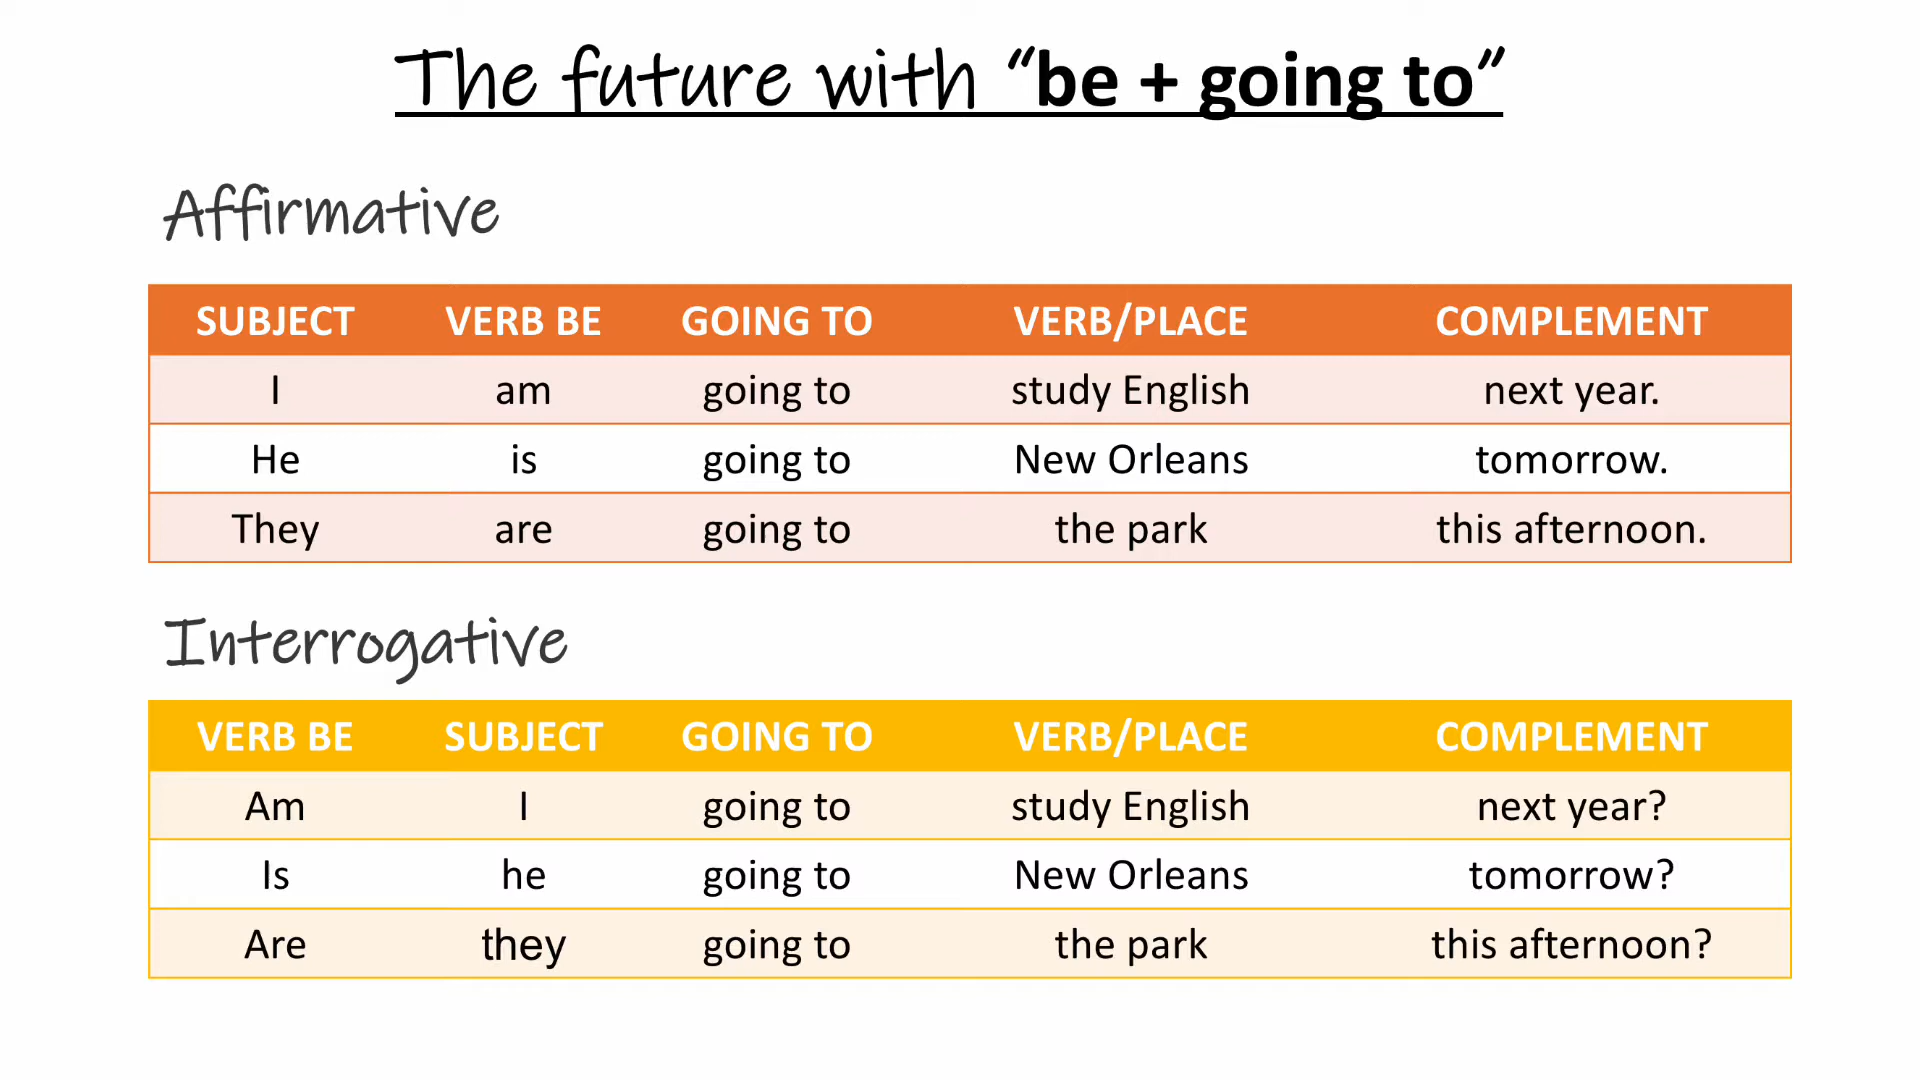 The future with “be + going to”
Affirmative
SUBJECT VERB BE GOING TO VERB/PLACE COMPLEMENT
I am going to study English next year.
He is going to New Orleans tomorrow.
They are going to the park this afternoon.
Interrogative
VERB BE SUBJECT GOING TO VERB/PLACE COMPLEMENT
Am I going to study English next year?
Is he going to New Orleans tomorrow?
Are they going to the park this afternoon?